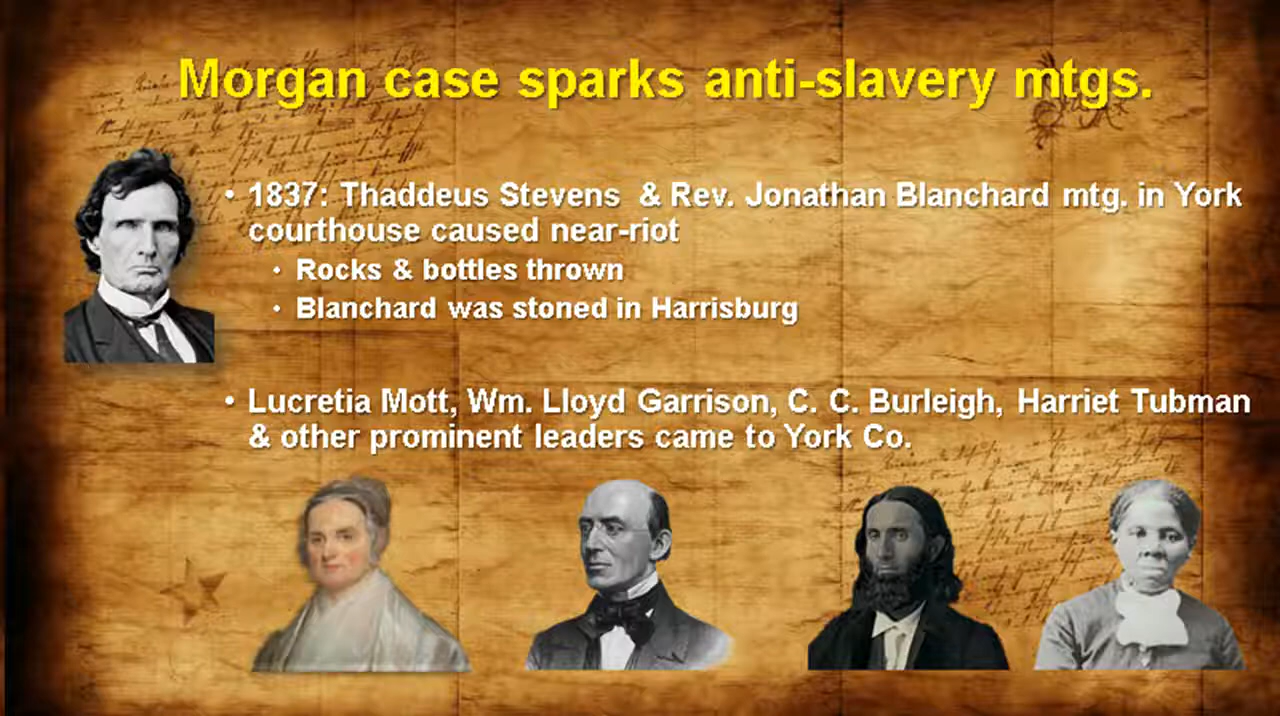 Morgan case sparks anti-slavery mtgs.
• 1837: Thaddeus Stevens & Rev. Jonathan Blanchard mtg. in York
courthouse caused near-riot
• Rocks & bottles thrown
• Blanchard was stoned in Harrisburg
• Lucretia Mott, Wm. Lloyd Garrison, C. C. Burleigh, Harriet Tubman
& other prominent leaders came to York Co.